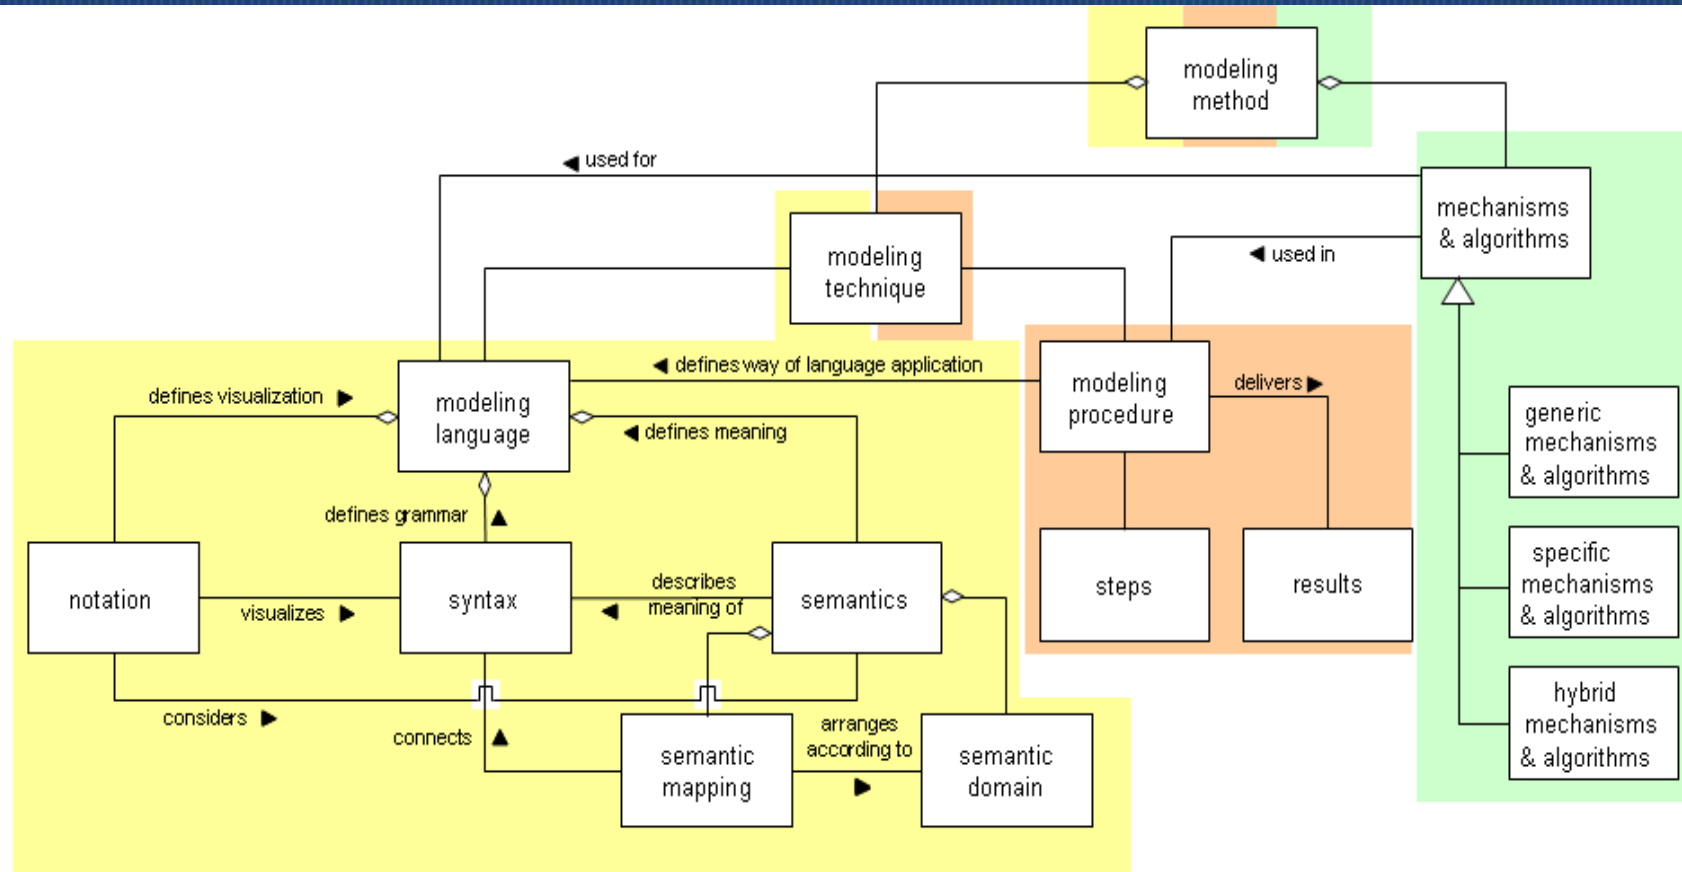 modeling
method
used for
mechanisms
& algorithms
modeling
technique
used in
defines way of language application
modeling
procedure
delivers
defines visualization
modeling
language
defines meaning
generic
mechanisms
& algorithms
defines grammar
notation
visualizes
syntax
describes
meaning of
semantics
steps
results
specific
mechanisms
& algorithms
considers
connects
semantic
mapping
arranges
according to
semantic
domain
hybrid
mechanisms
& algorithms